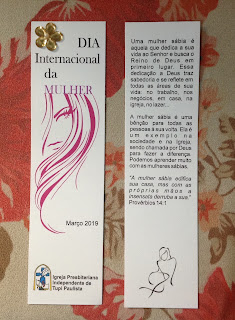 DIA
Internacional
da
MULHER
Março 2019
Igreja Presbiteriana
Independente de
Tupi Paulista
Uma mulher sábia é
aquela que dedica a sua
vida ao Senhor e busca o
Reino de Deus em
primeiro lugar. Essa
dedicação a Deus traz
sabedoria e se reflete em
todas as áreas de sua
vida: no trabalho, nos
negócios, em casa, na
igreja, no lazer...
A mulher sábia é uma
bênção para todas as
pessoas à sua volta. Ela é
um exemplo na
sociedade e na Igreja,
sendo chamada por Deus
para fazer a diferença.
Podemos aprender muito
com as mulheres sábias.
"A mulher sábia edifica
sua casa, mas com as
próprias mãos a
insensata derruba a sua."
Provérbios 14:1